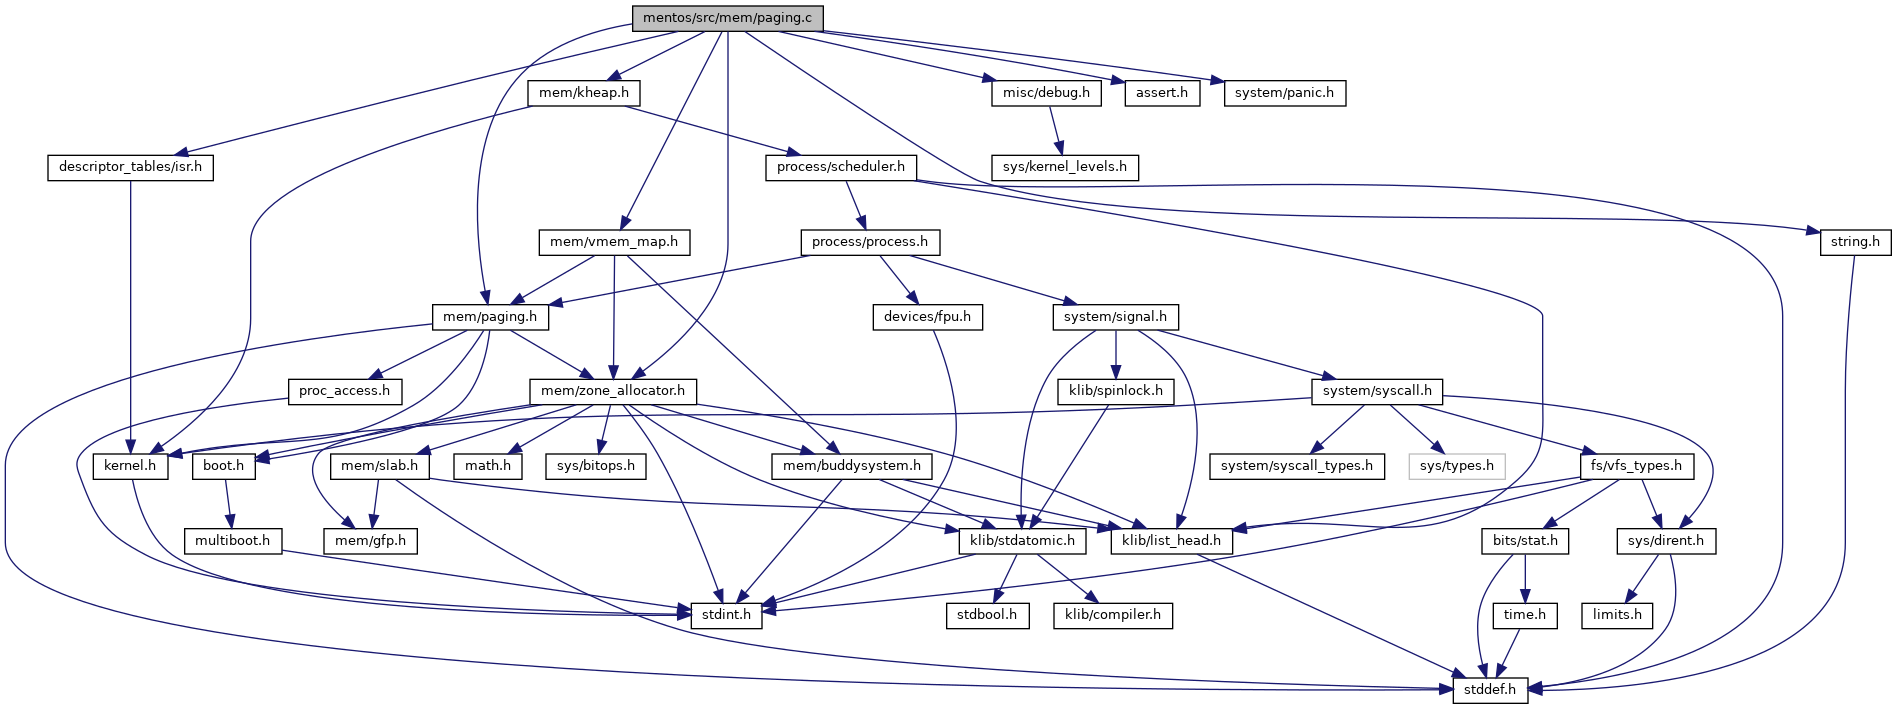 mentos/src/mem/paging.c
mem/kheap.h
misc/debug.h
assert.h
system/panic.h
descriptor_tables/isr.h
process/scheduler.h
sys/kernel_levels.h
mem/vmem_map.h
process/process.h
string.h
mem/paging.h
devices/fpu.h
system/signal.h
proc_access.h
mem/zone_allocator.h
klib/spinlock.h
system/syscall.h
kernel.h
boot.h
mem/slab.h
math.h
sys/bitops.h
mem/buddysystem.h
system/syscall_types.h
sys/types.h
fs/vfs_types.h
multiboot.h
mem/gfp.h
klib/stdatomic.h
klib/list_head.h
bits/stat.h
sys/dirent.h
stdint.h
stdbool.h
klib/compiler.h
time.h
limits.h
stddef.h